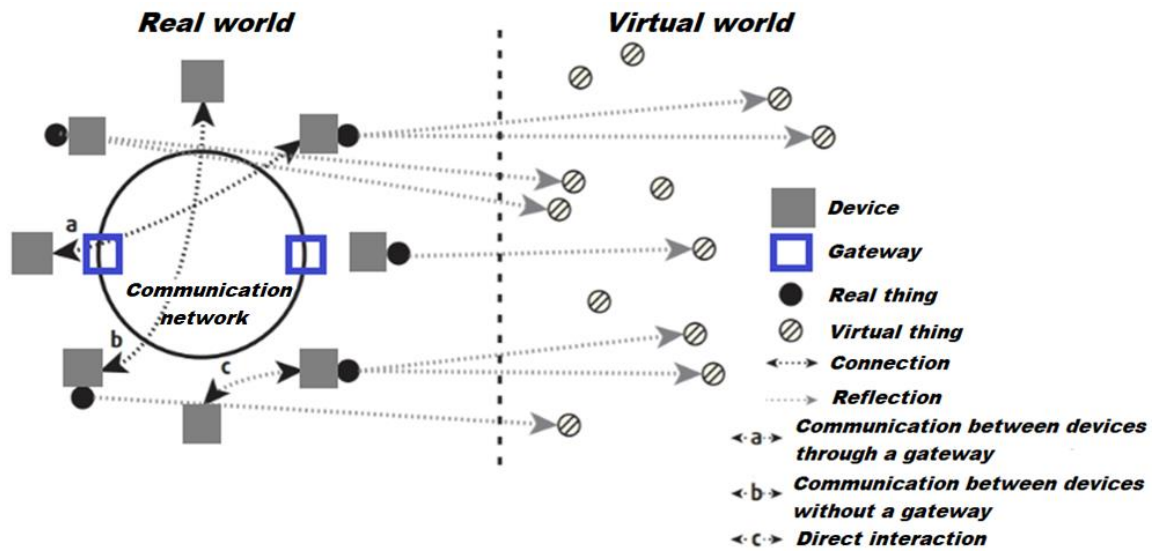 Real world
Virtual world
a
Communication
network
b
c
Device
Gateway
Real thing
Virtual thing
Connection
Reflection
a
Communication between devices
through a gateway
b
Communication between devices
without a gateway
c
Direct interaction